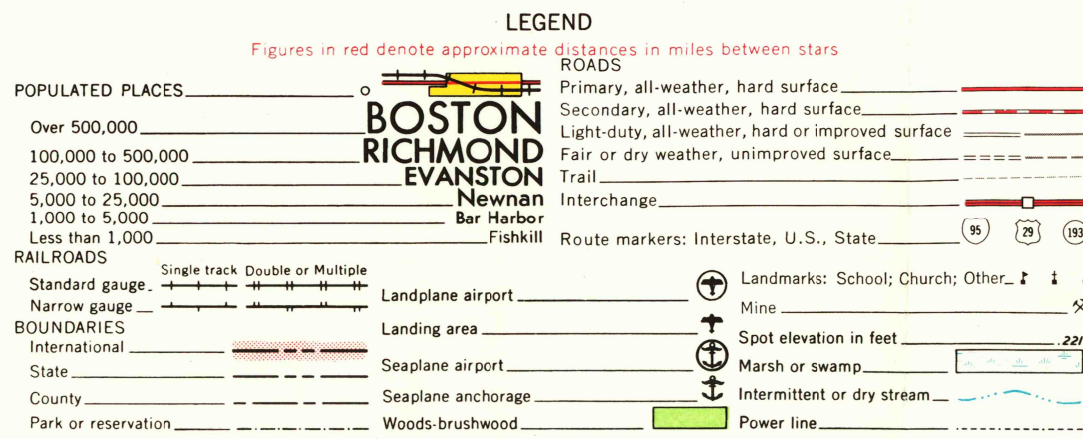 LEGEND
Figures in red denote approximate distances in miles between stars
POPULATED PLACES
Over 500,000 BOSTON
100,000 to 500,000 RICHMOND
25,000 to 100,000 EVANSTON
5,000 to 25,000 Newnan
1,000 to 5,000 Bar Harbor
Less than 1,000 Fishkill
ROADS
Primary, all-weather, hard surface
Secondary, all-weather, hard surface
Light-duty, all-weather, hard or improved surface
Fair or dry weather, unimproved surface
Trail
Interchange
Route markers: Interstate, U.S., State 95 29 193
RAILROADS
Single track Double or Multiple
Standard gauge
Narrow gauge
BOUNDARIES
International
State
County
Park or reservation
Landplane airport
Landing area
Seaplane airport
Seaplane anchorage
Woods-brushwood
Landmarks: School; Church; Other
Mine
Spot elevation in feet .221
Marsh or swamp
Intermittent or dry stream
Power line